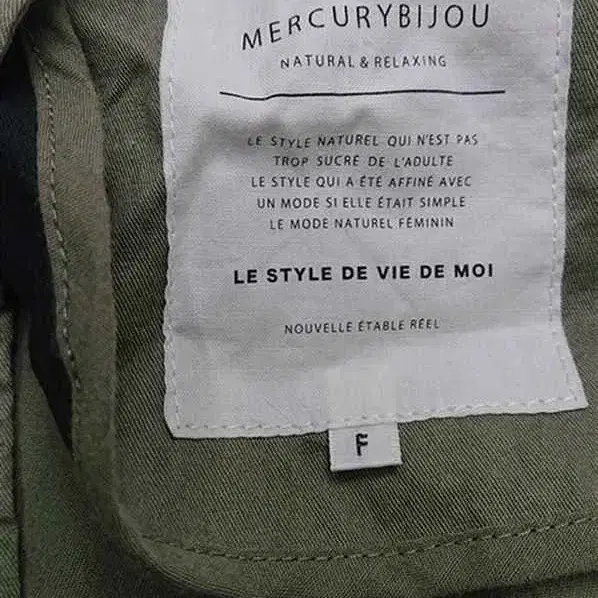 MERCURYBIJOU
NATURAL & RELAXING
LE STYLE NATUREL QUI N'EST PAS
TROP SUCRE DE L'ADULTE
LE STYLE QUI A ÉTÉ AFFINÉ AVEC
UN MODE SI ELLE ÉTAIT SIMPLE
LE MODE NATUREL FÉMININ
LE STYLE DE VIE DE MOI
NOUVELLE ÉTABLE RÉEL
F